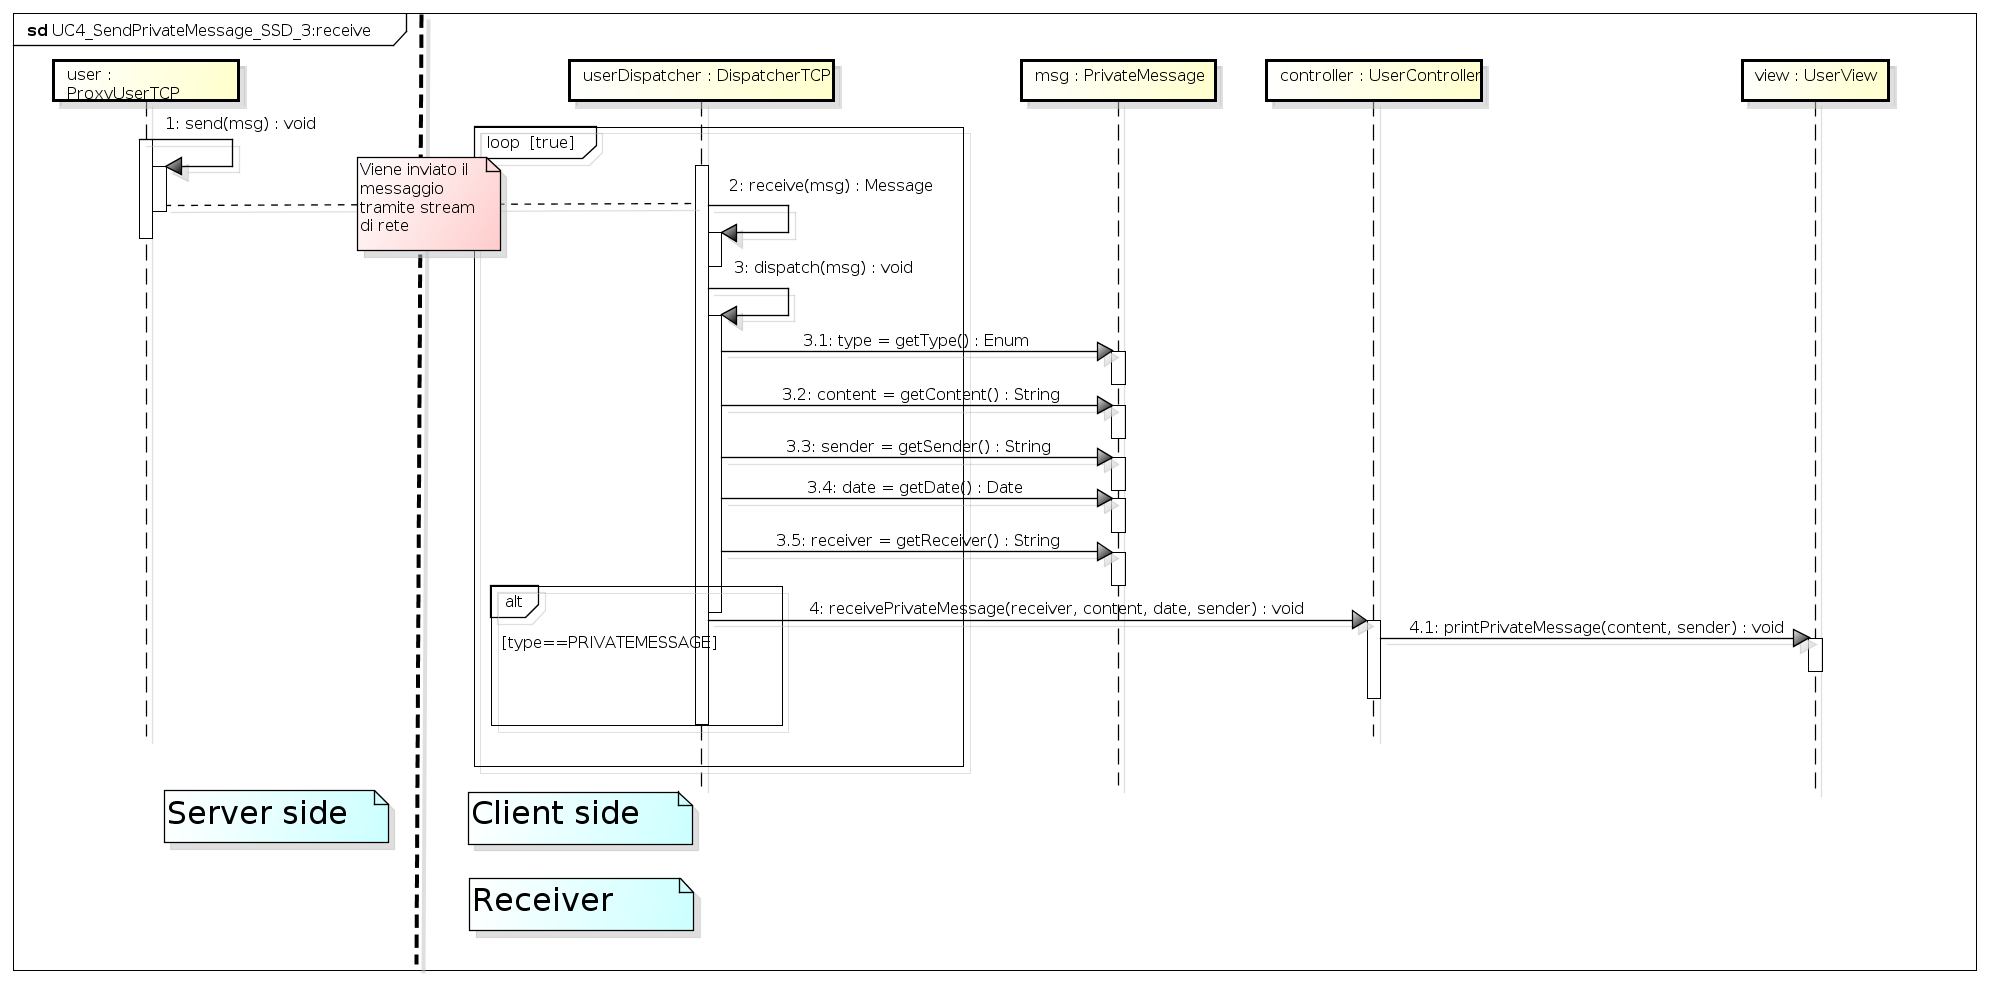 sd UC4_SendPrivateMessage_SSD_3:receive
user :
ProxyUserTCP
userDispatcher : DispatcherTCP
msg : PrivateMessage
controller : UserController
view : UserView
1: send(msg) : void
loop [true]
Viene inviato il
messaggio
tramite stream
di rete
2: receive(msg) : Message
3: dispatch(msg) : void
3.1: type = getType() : Enum
3.2: content = getContent() : String
3.3: sender = getSender() : String
3.4: date = getDate() : Date
3.5: receiver = getReceiver() : String
alt
[type==PRIVATEMESSAGE]
4: receivePrivateMessage(receiver, content, date, sender) : void
4.1: printPrivateMessage(content, sender) : void
Server side
Client side
Receiver